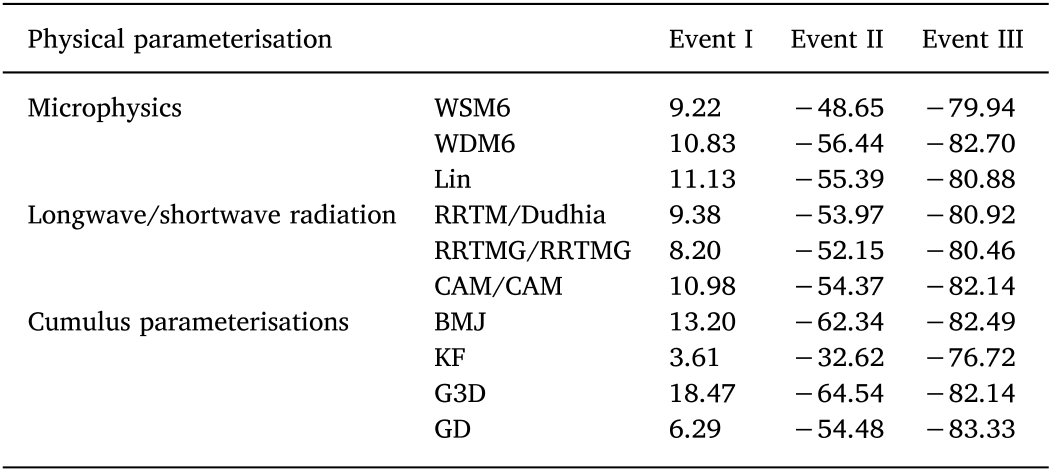 Physical parameterisation Event I Event II Event III
Microphysics WSM6 9.22 −48.65 −79.94
WDM6 10.83 −56.44 −82.70
Lin 11.13 −55.39 −80.88
Longwave/shortwave radiation RRTM/Dudhia 9.38 −53.97 −80.92
RRTMG/RRTMG 8.20 −52.15 −80.46
CAM/CAM 10.98 −54.37 −82.14
Cumulus parameterisations BMJ 13.20 −62.34 −82.49
KF 3.61 −32.62 −76.72
G3D 18.47 −64.54 −82.14
GD 6.29 −54.48 −83.33